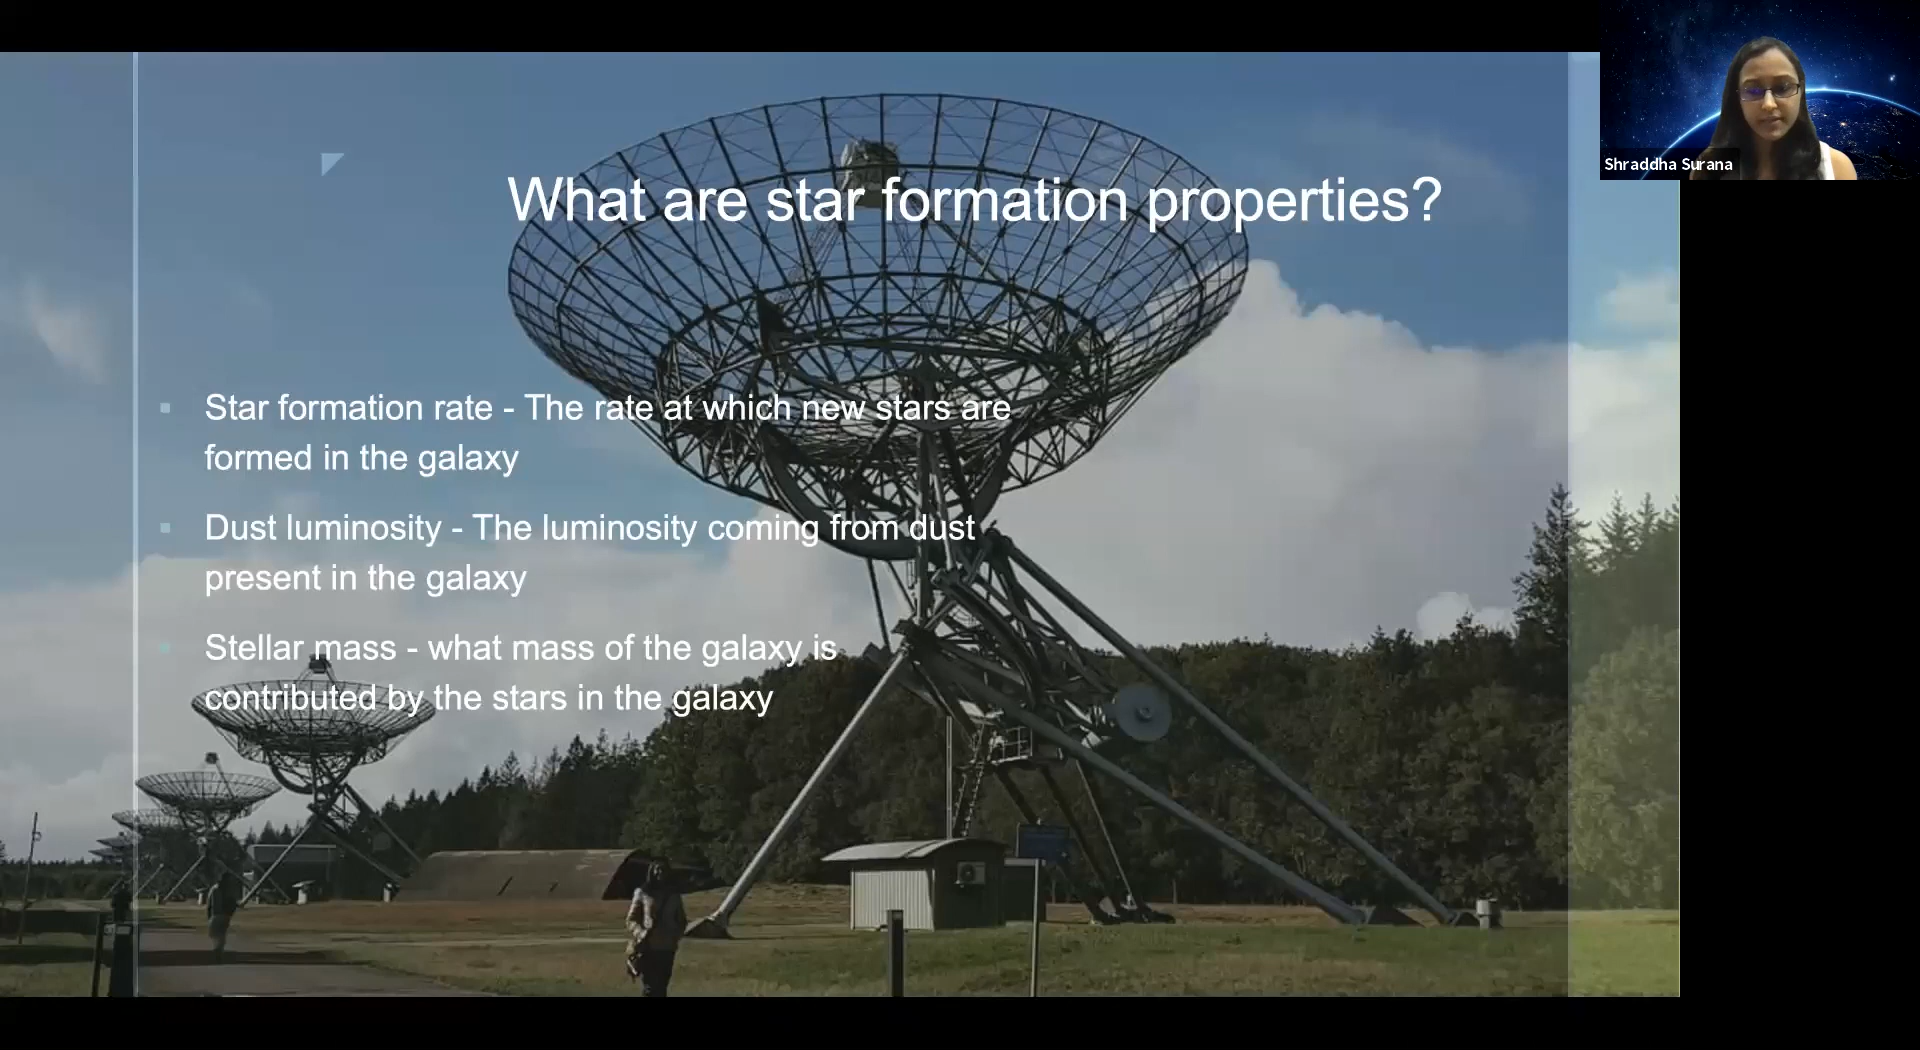 What are star formation properties?
Star formation rate - The rate at which new stars are
formed in the galaxy
Dust luminosity - The luminosity coming from dust
present in the galaxy
Stellar mass - what mass of the galaxy is
contributed by the stars in the galaxy
Shraddha Surana